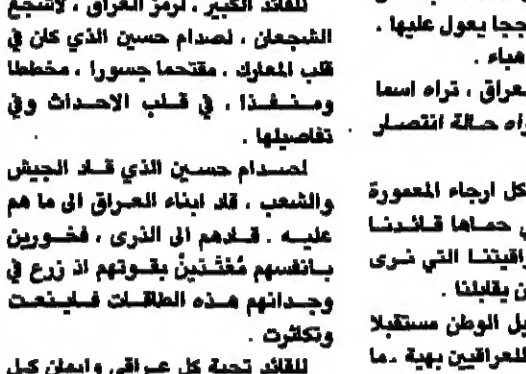 للقائد الكبير ، لرمز العراق ، لاشجع
الشجعان ، لصدام حسين الذي كان في
قلب المعارك ، مقتحما جسورا ، مخططا
ومنفذا ، في قلب الاحداث وفي
تفاصيلها .
لصدام حسين الذي قاد الجيش
والشعب ، قاد ابناء العراق الى ما هم
عليه . قادهم الى الذرى ، فخورين
بانفسهم مُعْتَدّينْ بقوتهم اذ زرع في
وجدانهم هذه الطاقات فاينعت
وتكاثرت .
للقائد تحية كل عراقي وايمان كل
ججا يعول عليها .
هباء .
عراق ، تراه اسما
راه حالة انتصار
كل ارجاء المعمورة
حماها قائدنا
راقيتنا التي نرى
ن يقابلنا .
يل الوطن مستقبلا
للعراقيين بهية . ما